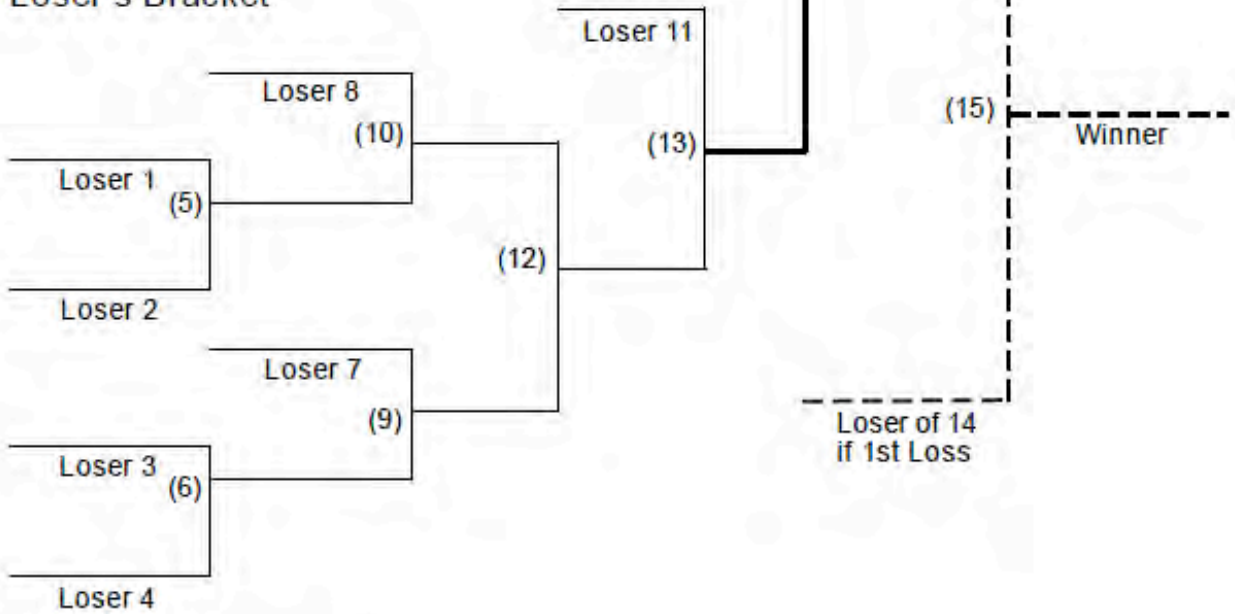 Loser's Bracket
Loser 11
Loser 8
(10)
(13)
(15)
Winner
Loser 1
(5)
(12)
Loser 2
Loser 7
(9)
Loser of 14
if 1st Loss
Loser 3
(6)
Loser 4